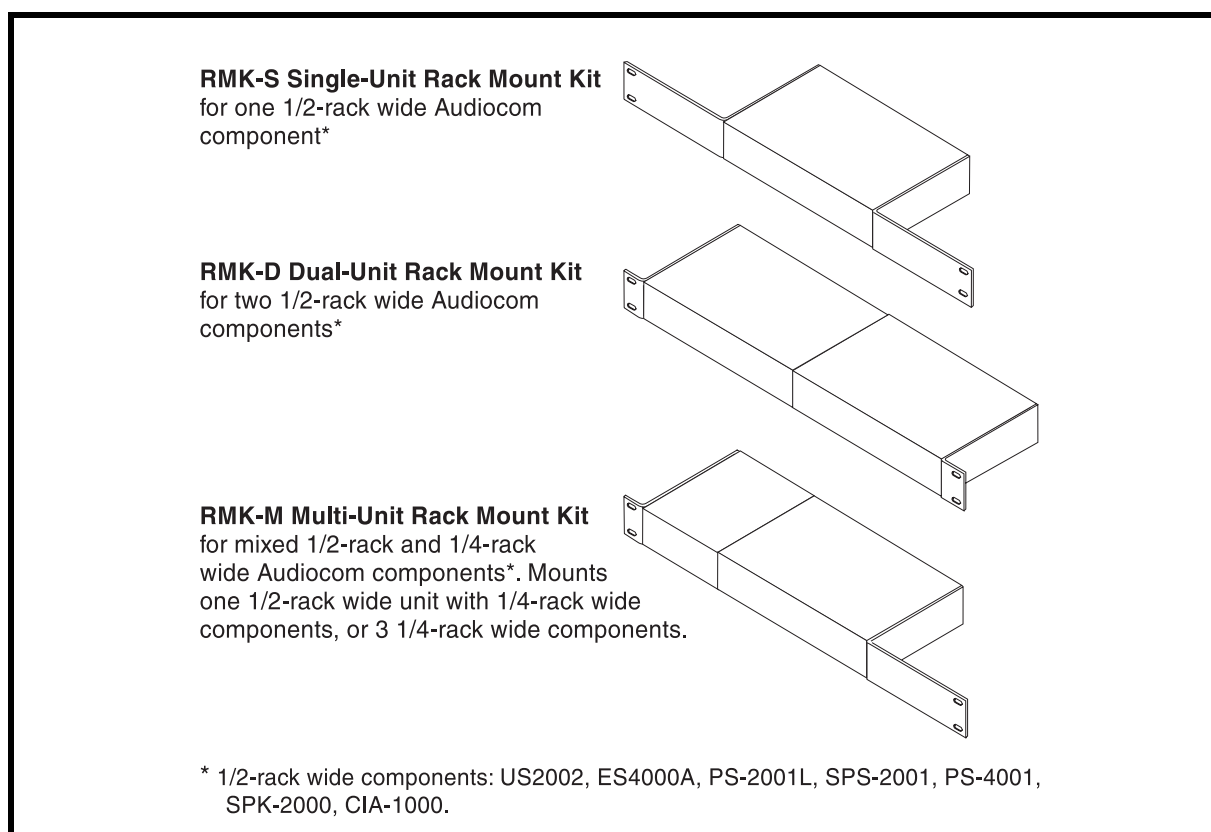 RMK-S Single-Unit Rack Mount Kit
for one 1/2-rack wide Audiocom
component*
RMK-D Dual-Unit Rack Mount Kit
for two 1/2-rack wide Audiocom
components*
RMK-M Multi-Unit Rack Mount Kit
for mixed 1/2-rack and 1/4-rack
wide Audiocom components*. Mounts
one 1/2-rack wide unit with 1/4-rack wide
components, or 3 1/4-rack wide components.
* 1/2-rack wide components: US2002, ES4000A, PS-2001L, SPS-2001, PS-4001,
SPK-2000, CIA-1000.